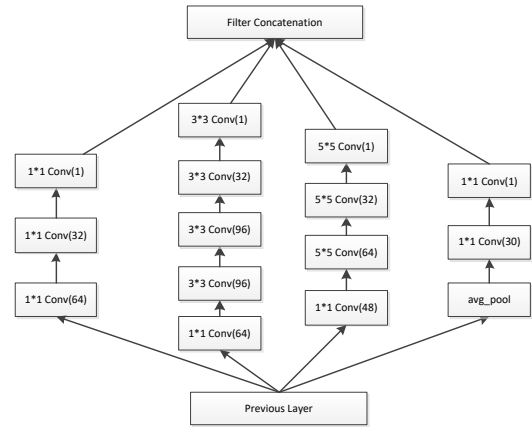 Filter Concatenation
3*3 Conv(1)
5*5 Conv(1)
1*1 Conv(1)
3*3 Conv(32)
1*1 Conv(1)
5*5 Conv(32)
1*1 Conv(32)
3*3 Conv(96)
1*1 Conv(30)
5*5 Conv(64)
3*3 Conv(96)
1*1 Conv(64)
avg_pool
1*1 Conv(48)
1*1 Conv(64)
Previous Layer